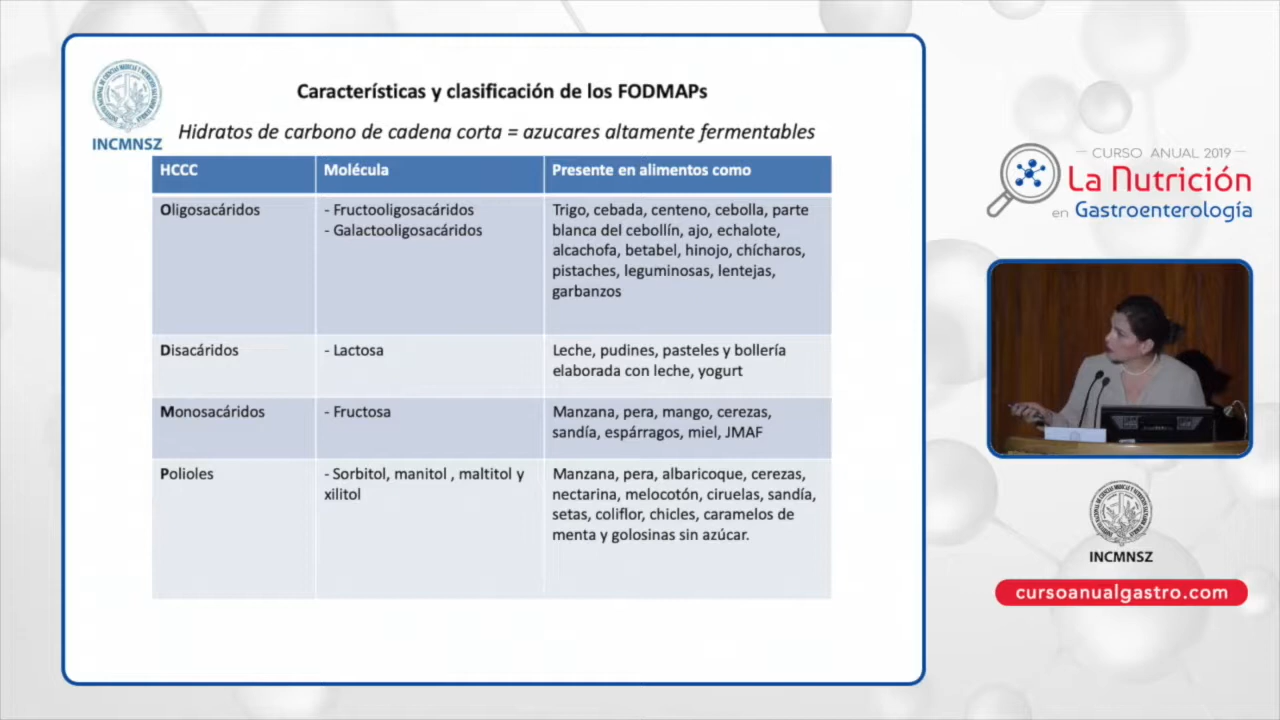 Características y clasificación de los FODMAPs
INCMNSZ
Hidratos de carbono de cadena corta = azucares altamente fermentables
HCCC
Molécula
Presente en alimentos como
Oligosacáridos
- Fructooligosacáridos
- Galactooligosacáridos
Trigo, cebada, centeno, cebolla, parte
blanca del cebollín, ajo, echalote,
alcachofa, betabel, hinojo, chícharos,
pistaches, leguminosas, lentejas,
garbanzos
Disacáridos
- Lactosa
Leche, pudines, pasteles y bollería
elaborada con leche, yogurt
Monosacáridos
- Fructosa
Manzana, pera, mango, cerezas,
sandía, espárragos, miel, JMAF
Polioles
- Sorbitol, manitol , maltitol y
xilitol
Manzana, pera, albaricoque, cerezas,
nectarina, melocotón, ciruelas, sandía,
setas, coliflor, chicles, caramelos de
menta y golosinas sin azúcar.
CURSO ANUAL 2019
La Nutrición
en Gastroenterología
INCMNSZ
cursoanualgastro.com